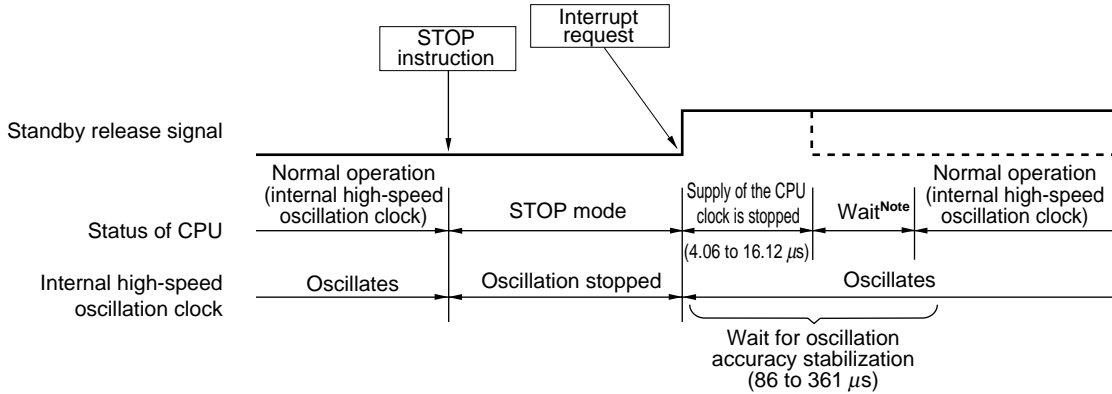 STOP
instruction
Interrupt
request
Standby release signal
Normal operation
(internal high-speed
oscillation clock)
STOP mode
Supply of the CPU
clock is stopped
(4.06 to 16.12 μs)
WaitNote
Normal operation
(internal high-speed
oscillation clock)
Status of CPU
Internal high-speed
oscillation clock
Oscillates
Oscillation stopped
Oscillates
Wait for oscillation
accuracy stabilization
(86 to 361 μs)